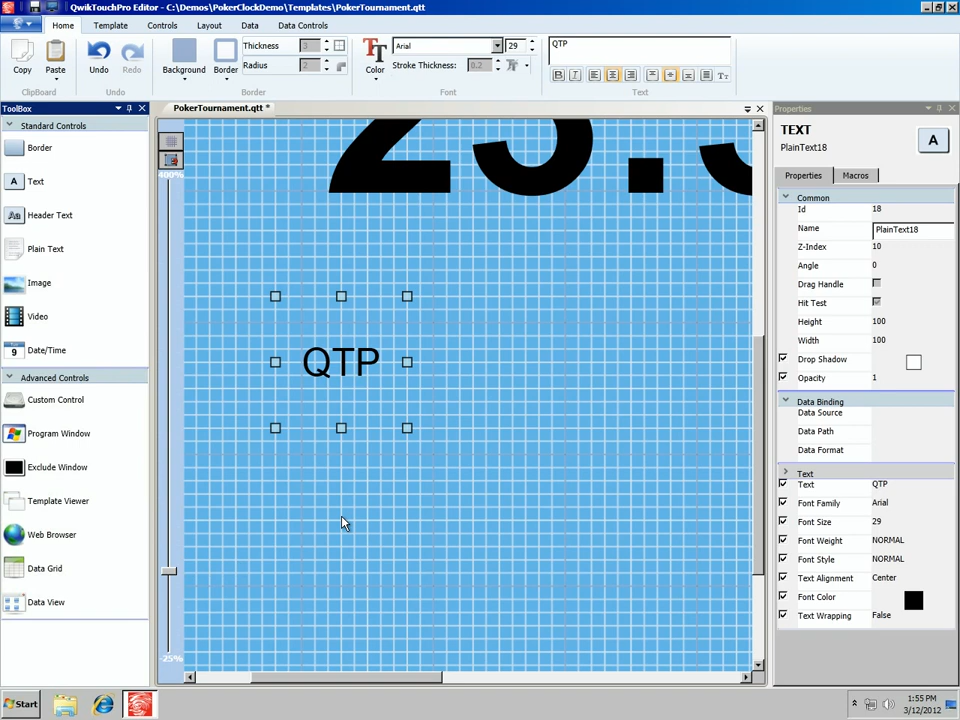 QwikTouchPro Editor - C:\Demos\PokerClockDemo\Templates\PokerTournament.qtt
Home Template Controls Layout Data Data Controls
Copy Paste Undo Redo Background Border Thickness 3 Radius 2 Color Arial 29 Stroke Thickness: 0.2 QTP
ClipBoard Undo Border Font Text
ToolBox
Standard Controls
Border
Text
Header Text
Plain Text
Image
Video
Date/Time
Advanced Controls
Custom Control
Program Window
Exclude Window
Template Viewer
Web Browser
Data Grid
Data View
PokerTournament.qtt *
400%
-25%
QTP
Properties
TEXT
PlainText18
Properties Macros
Common
Id 18
Name PlainText18
Z-Index 10
Angle 0
Drag Handle
Hit Test
Height 100
Width 100
Drop Shadow
Opacity 1
Data Binding
Data Source
Data Path
Data Format
Text
Text QTP
Font Family Arial
Font Size 29
Font Weight NORMAL
Font Style NORMAL
Text Alignment Center
Font Color
Text Wrapping False
Start
1:55 PM
3/12/2012